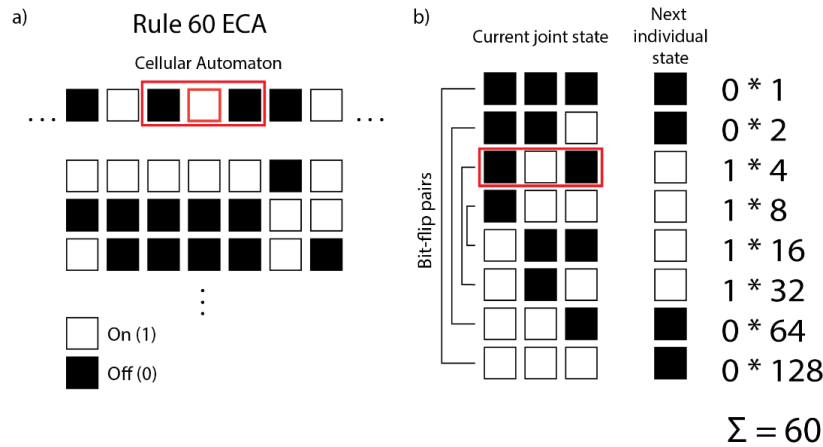 a)
Rule 60 ECA
Cellular Automaton
... ...
⋮
On (1)
Off (0)
b)
Current joint state
Next
individual
state
Bit-flip pairs
0 * 1
0 * 2
1 * 4
1 * 8
1 * 16
1 * 32
0 * 64
0 * 128
Σ = 60